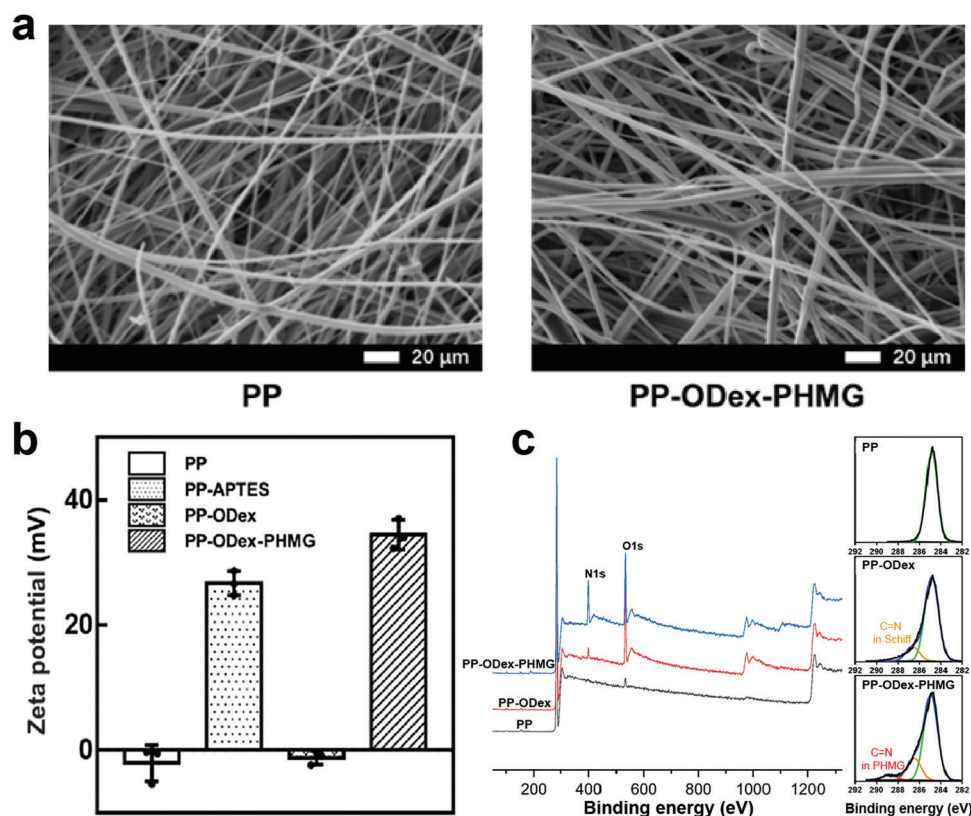 a
20 µm
20 µm
PP
PP-ODex-PHMG
b
PP
PP-APTES
PP-ODex
PP-ODex-PHMG
40
20
0
Zeta potential (mV)
c
N1s
O1s
PP-ODex-PHMG
PP-ODex
PP
200
400
600
800
1000
1200
Binding energy (eV)
PP
292 290 288 286 284 282
PP-ODex
C=N
in Schiff
292 290 288 286 284 282
PP-ODex-PHMG
C=N
in PHMG
292 290 288 286 284 282
Binding energy (eV)